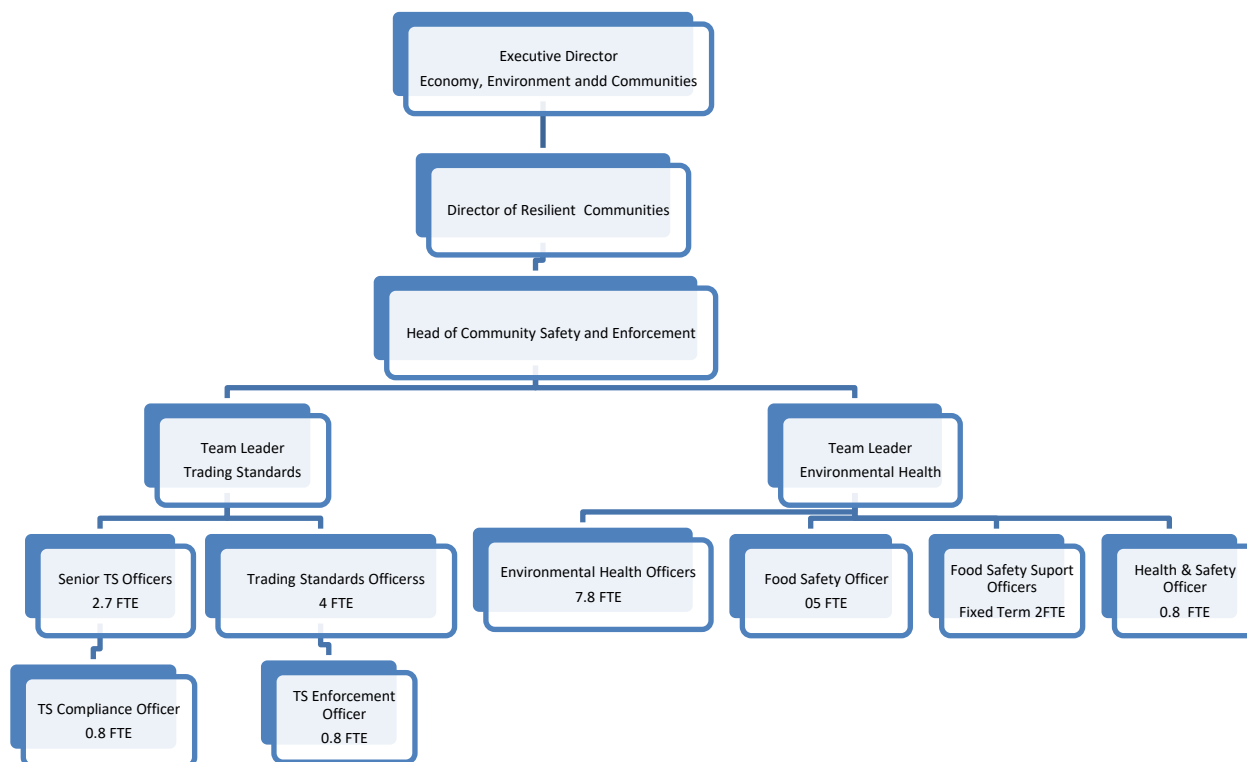 Executive Director
Economy, Environment andd Communities
Director of Resilient Communities
Head of Community Safety and Enforcement
Team Leader
Trading Standards
Team Leader
Environmental Health
Senior TS Officers
2.7 FTE
Trading Standards Officerss
4 FTE
Environmental Health Officers
7.8 FTE
Food Safety Officer
05 FTE
Food Safety Suport
Officers
Fixed Term 2FTE
Health & Safety
Officer
0.8 FTE
TS Compliance Officer
0.8 FTE
TS Enforcement
Officer
0.8 FTE